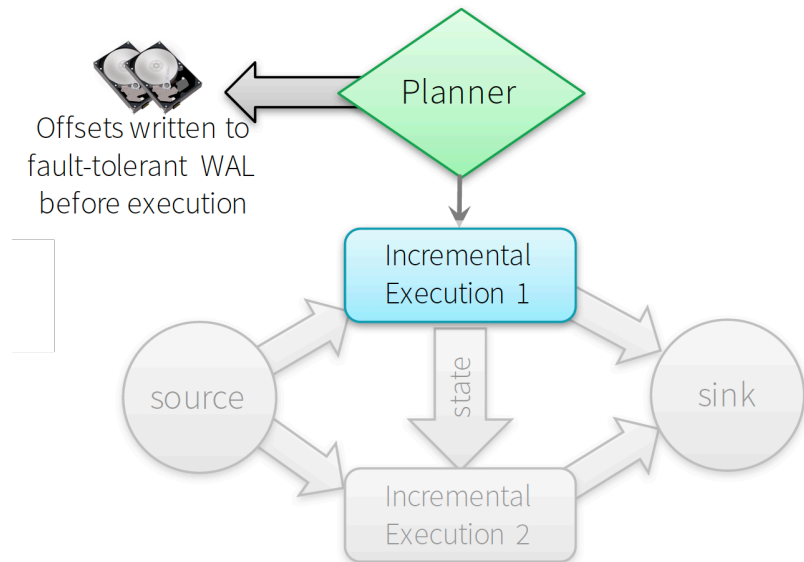 Planner
Offsets written to
fault-tolerant WAL
before execution
Incremental
Execution 1
source
state
sink
Incremental
Execution 2